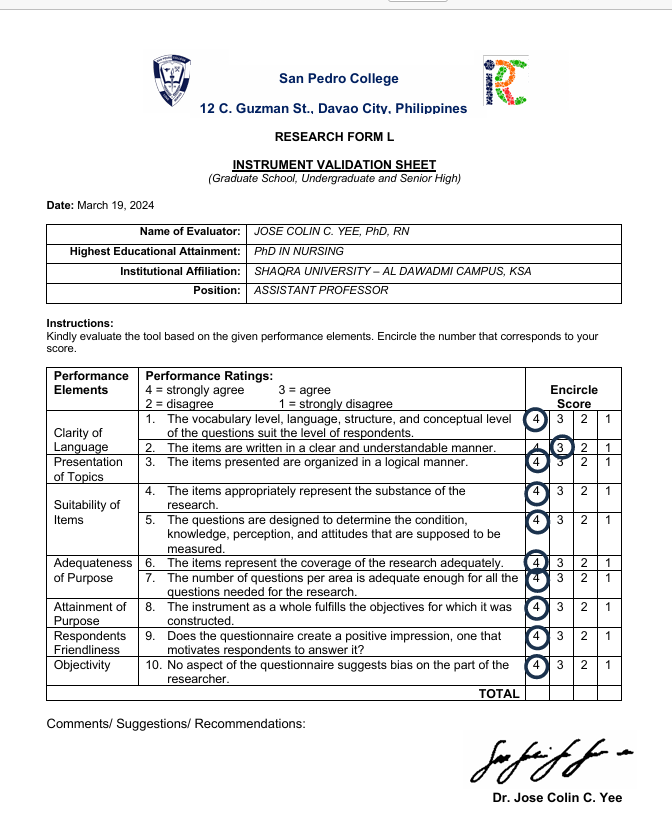 San Pedro College
12 C. Guzman St., Davao City, Philippines
RESEARCH FORM L
INSTRUMENT VALIDATION SHEET
(Graduate School, Undergraduate and Senior High)
Date: March 19, 2024
Name of Evaluator: JOSE COLIN C. YEE, PhD, RN
Highest Educational Attainment: PhD IN NURSING
Institutional Affiliation: SHAQRA UNIVERSITY – AL DAWADMI CAMPUS, KSA
Position: ASSISTANT PROFESSOR
Instructions:
Kindly evaluate the tool based on the given performance elements. Encircle the number that corresponds to your
score.
Performance Elements
Performance Ratings:
4 = strongly agree 3 = agree
2 = disagree 1 = strongly disagree
Encircle
Score
Clarity of
Language
1. The vocabulary level, language, structure, and conceptual level
of the questions suit the level of respondents.
4 3 2 1
2. The items are written in a clear and understandable manner.
4 3 2 1
Presentation
of Topics
3. The items presented are organized in a logical manner.
4 3 2 1
Suitability of
Items
4. The items appropriately represent the substance of the
research.
4 3 2 1
5. The questions are designed to determine the condition,
knowledge, perception, and attitudes that are supposed to be
measured.
4 3 2 1
Adequateness
of Purpose
6. The items represent the coverage of the research adequately.
4 3 2 1
7. The number of questions per area is adequate enough for all the
questions needed for the research.
4 3 2 1
Attainment of
Purpose
8. The instrument as a whole fulfills the objectives for which it was
constructed.
4 3 2 1
Respondents
Friendliness
9. Does the questionnaire create a positive impression, one that
motivates respondents to answer it?
4 3 2 1
Objectivity
10. No aspect of the questionnaire suggests bias on the part of the
researcher.
4 3 2 1
TOTAL
Comments/ Suggestions/ Recommendations:
Dr. Jose Colin C. Yee